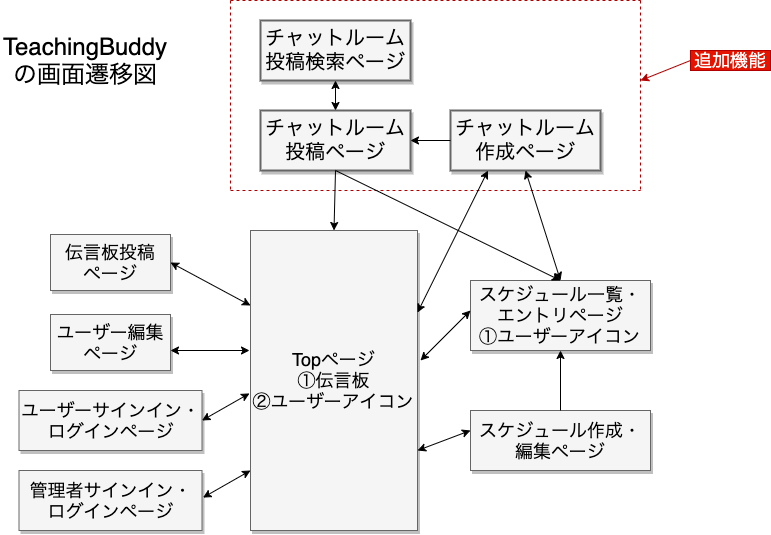 TeachingBuddy
の画面遷移図
チャットルーム
投稿検索ページ
追加機能
チャットルーム
投稿ページ
チャットルーム
作成ページ
伝言板投稿
ページ
ユーザー編集
ページ
ユーザーサインイン・
ログインページ
管理者サインイン・
ログインページ
Topページ
①伝言板
②ユーザーアイコン
スケジュール一覧・
エントリページ
①ユーザーアイコン
スケジュール作成・
編集ページ